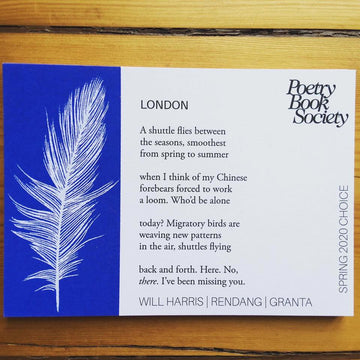 Poetry
Book
Society
LONDON
A shuttle flies between
the seasons, smoothest
from spring to summer
when I think of my Chinese
forebears forced to work
a loom. Who'd be alone
today? Migratory birds are
weaving new patterns
in the air, shuttles flying
back and forth. Here. No,
there. I've been missing you.
WILL HARRIS | RENDANG | GRANTA
SPRING 2020 CHOICE